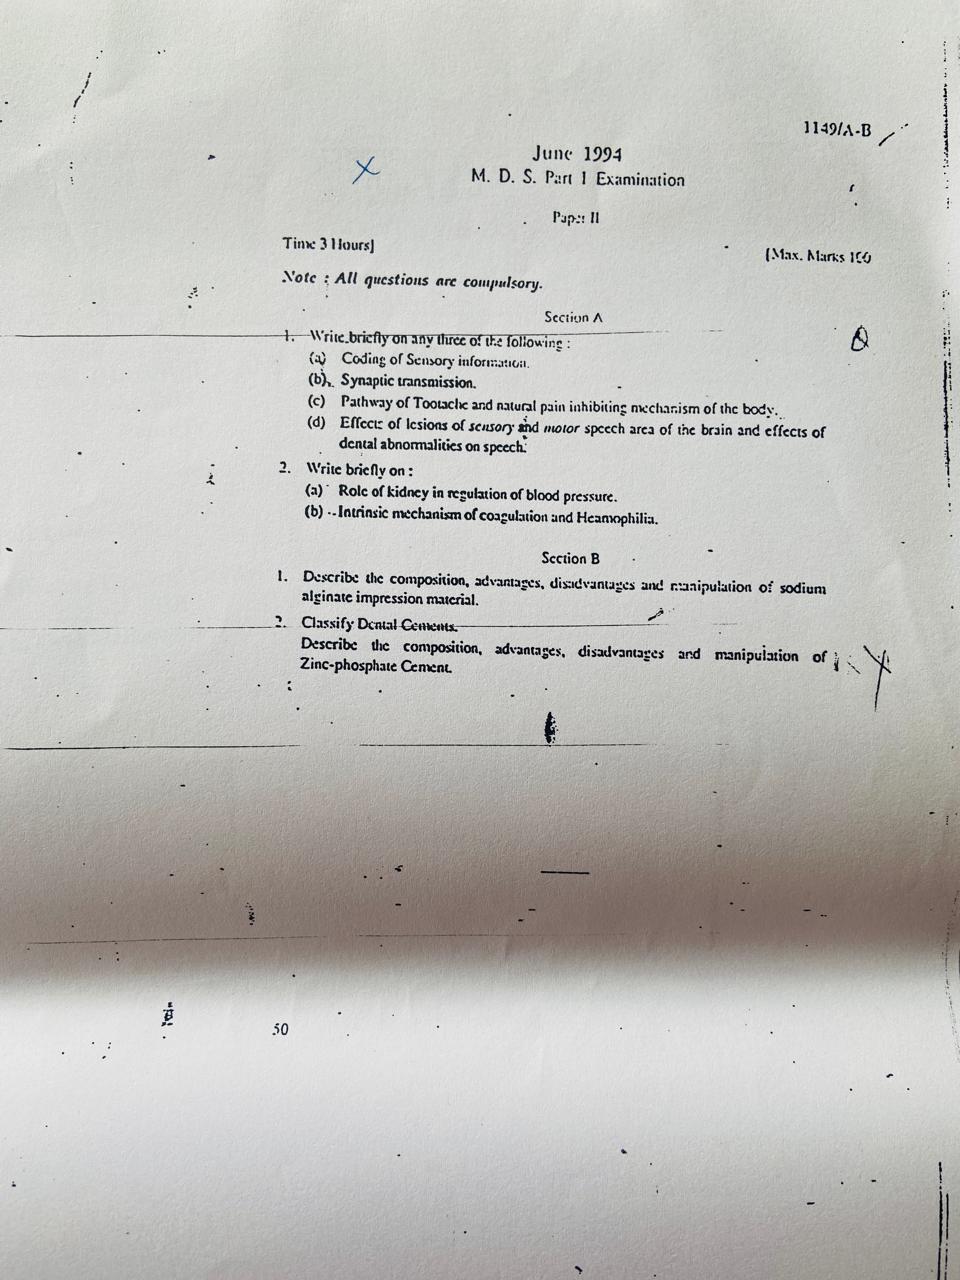 1149/A-B
June 1994
M. D. S. Part I Examination
Paper II
Time 3 Hours]
[Max. Marks 100
Note : All questions are compulsory.
Section A
1. Write briefly on any three of the following :
(a) Coding of Sensory information.
(b) Synaptic transmission.
(c) Pathway of Tootache and natural pain inhibiting mechanism of the body.
(d) Effects of lesions of sensory and motor speech area of the brain and effects of
dental abnormalities on speech.
2. Write briefly on :
(a) Role of kidney in regulation of blood pressure.
(b) Intrinsic mechanism of coagulation and Heamophilia.
Section B
1. Describe the composition, advantages, disadvantages and manipulation of sodium
alginate impression material.
2. Classify Dental Cements.
Describe the composition, advantages, disadvantages and manipulation of
Zinc-phosphate Cement.
50